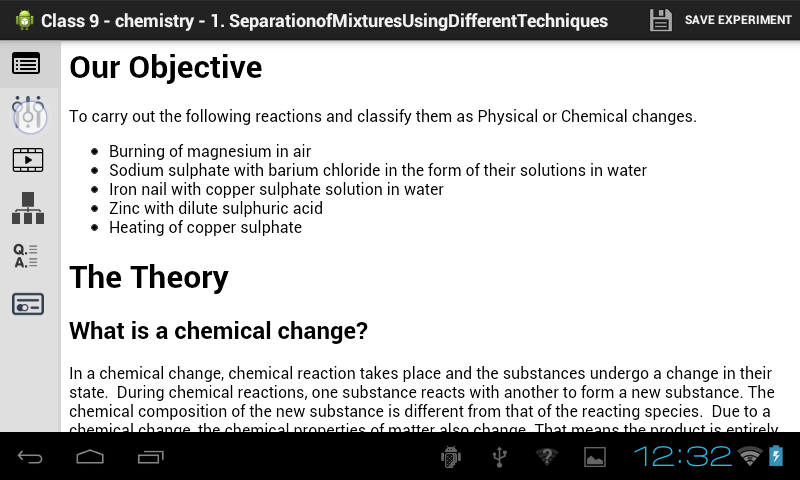 Class 9 - chemistry - 1. SeparationofMixturesUsingDifferentTechniques
SAVE EXPERIMENT
Our Objective
To carry out the following reactions and classify them as Physical or Chemical changes.
Burning of magnesium in air
Sodium sulphate with barium chloride in the form of their solutions in water
Iron nail with copper sulphate solution in water
Zinc with dilute sulphuric acid
Heating of copper sulphate
Q.
A.
The Theory
What is a chemical change?
In a chemical change, chemical reaction takes place and the substances undergo a change in their
state.  During chemical reactions, one substance reacts with another to form a new substance. The
chemical composition of the new substance is different from that of the reacting species.  Due to a
chemical change, the chemical properties of matter also change. That means the product is entirely
12:32